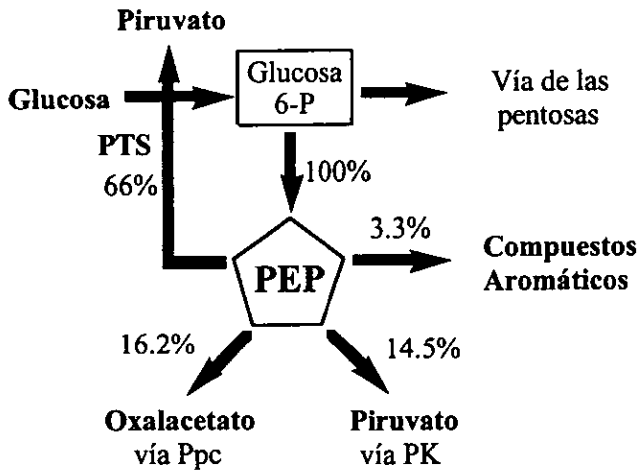 Piruvato
Glucosa
Glucosa
6-P
Vía de las
pentosas
PTS
66%
100%
3.3%
Compuestos
Aromáticos
PEP
16.2%
14.5%
Oxalacetato
vía Ppc
Piruvato
vía PK